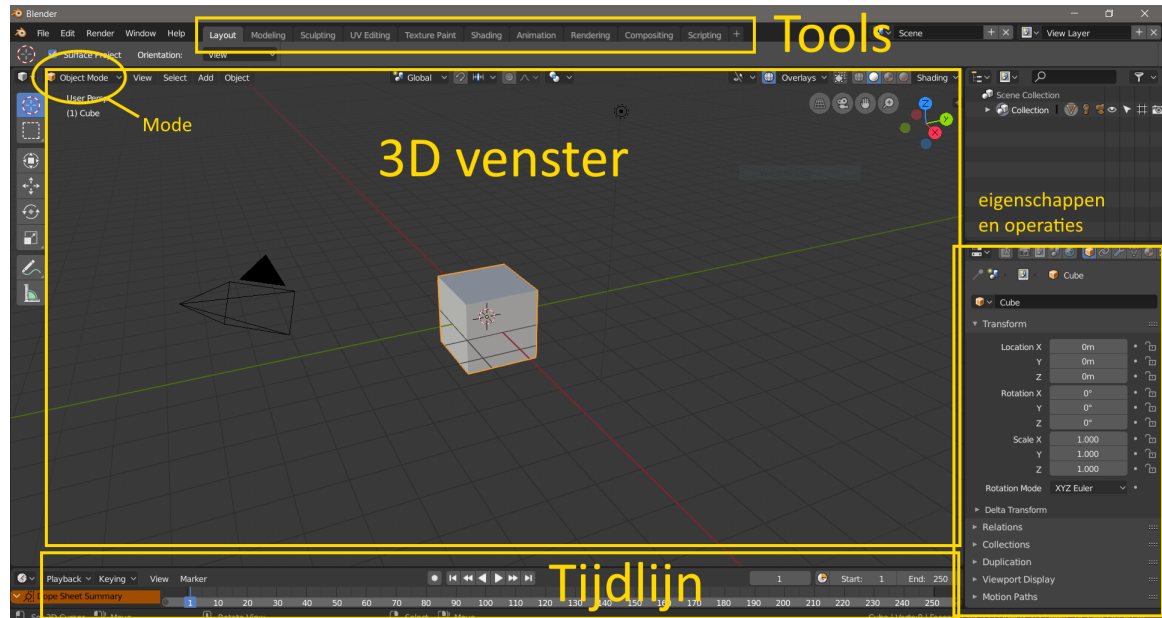 Blender
File Edit Render Window Help Layout Modeling Sculpting UV Editing Texture Paint Shading Animation Rendering Compositing Scripting + Tools Scene View Layer
Surface Project Orientation: View
Object Mode View Select Add Object Global Overlays Shading
User Persp
(1) Cube
Mode
3D venster
Z
Y
X
Scene Collection
Collection
eigenschappen
en operaties
Cube
Cube
Transform
Location X 0m
Y 0m
Z 0m
Rotation X 0°
Y 0°
Z 0°
Scale X 1.000
Y 1.000
Z 1.000
Rotation Mode XYZ Euler
Delta Transform
Relations
Collections
Duplication
Viewport Display
Motion Paths
Playback Keying View Marker 1 Start: 1 End: 250
Tijdlijn
Dope Sheet Summary
1 10 20 30 40 50 60 70 80 90 100 110 120 130 140 150 160 170 180 190 200 210 220 230 240 250
Move Rotate View Select Move